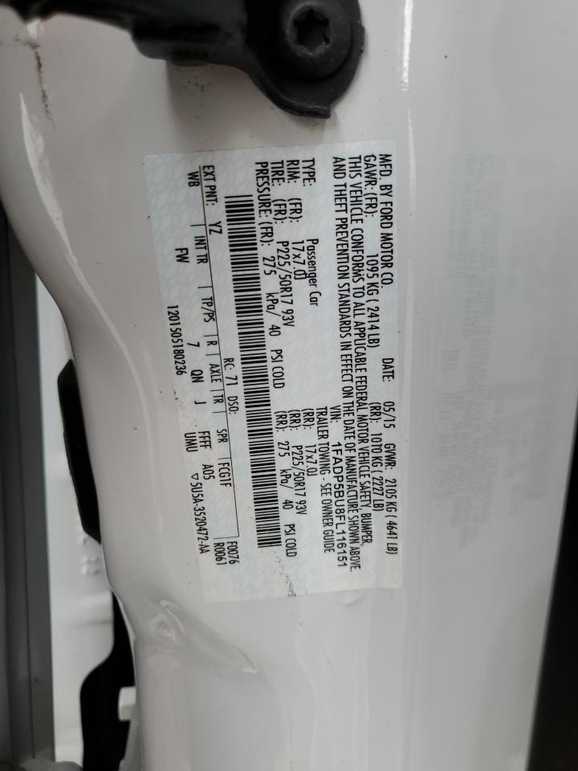 MFD. BY FORD MOTOR CO.
DATE: 05/15 GVWR: 2105 KG ( 4641 LB)
GAWR: (FR): 1095 KG ( 2414 LB) (RR): 1010 KG ( 2227 LB)
THIS VEHICLE CONFORMS TO ALL APPLICABLE FEDERAL MOTOR VEHICLE SAFETY, BUMPER,
AND THEFT PREVENTION STANDARDS IN EFFECT ON THE DATE OF MANUFACTURE SHOWN ABOVE.
VIN: 1FADP5BU8FL116151
TYPE: Passenger Car TRAILER TOWING - SEE OWNER GUIDE
RIM: (FR): 17x7.0J (RR): 17x7.0J
TIRE: (FR): P225/50R17 93V (RR): P225/50R17 93V
PRESSURE: (FR): 275 kPa/ 40 PSI COLD (RR): 275 kPa/ 40 PSI COLD
F0076
RC: 71 DSO: FCG1F R0061
EXT PNT: YZ INT TR TP/PS R AXLE TR SPR
WB FW 7 QN J FFFF A05
1201505180236 UMU ▽5U5A-3520472-AA